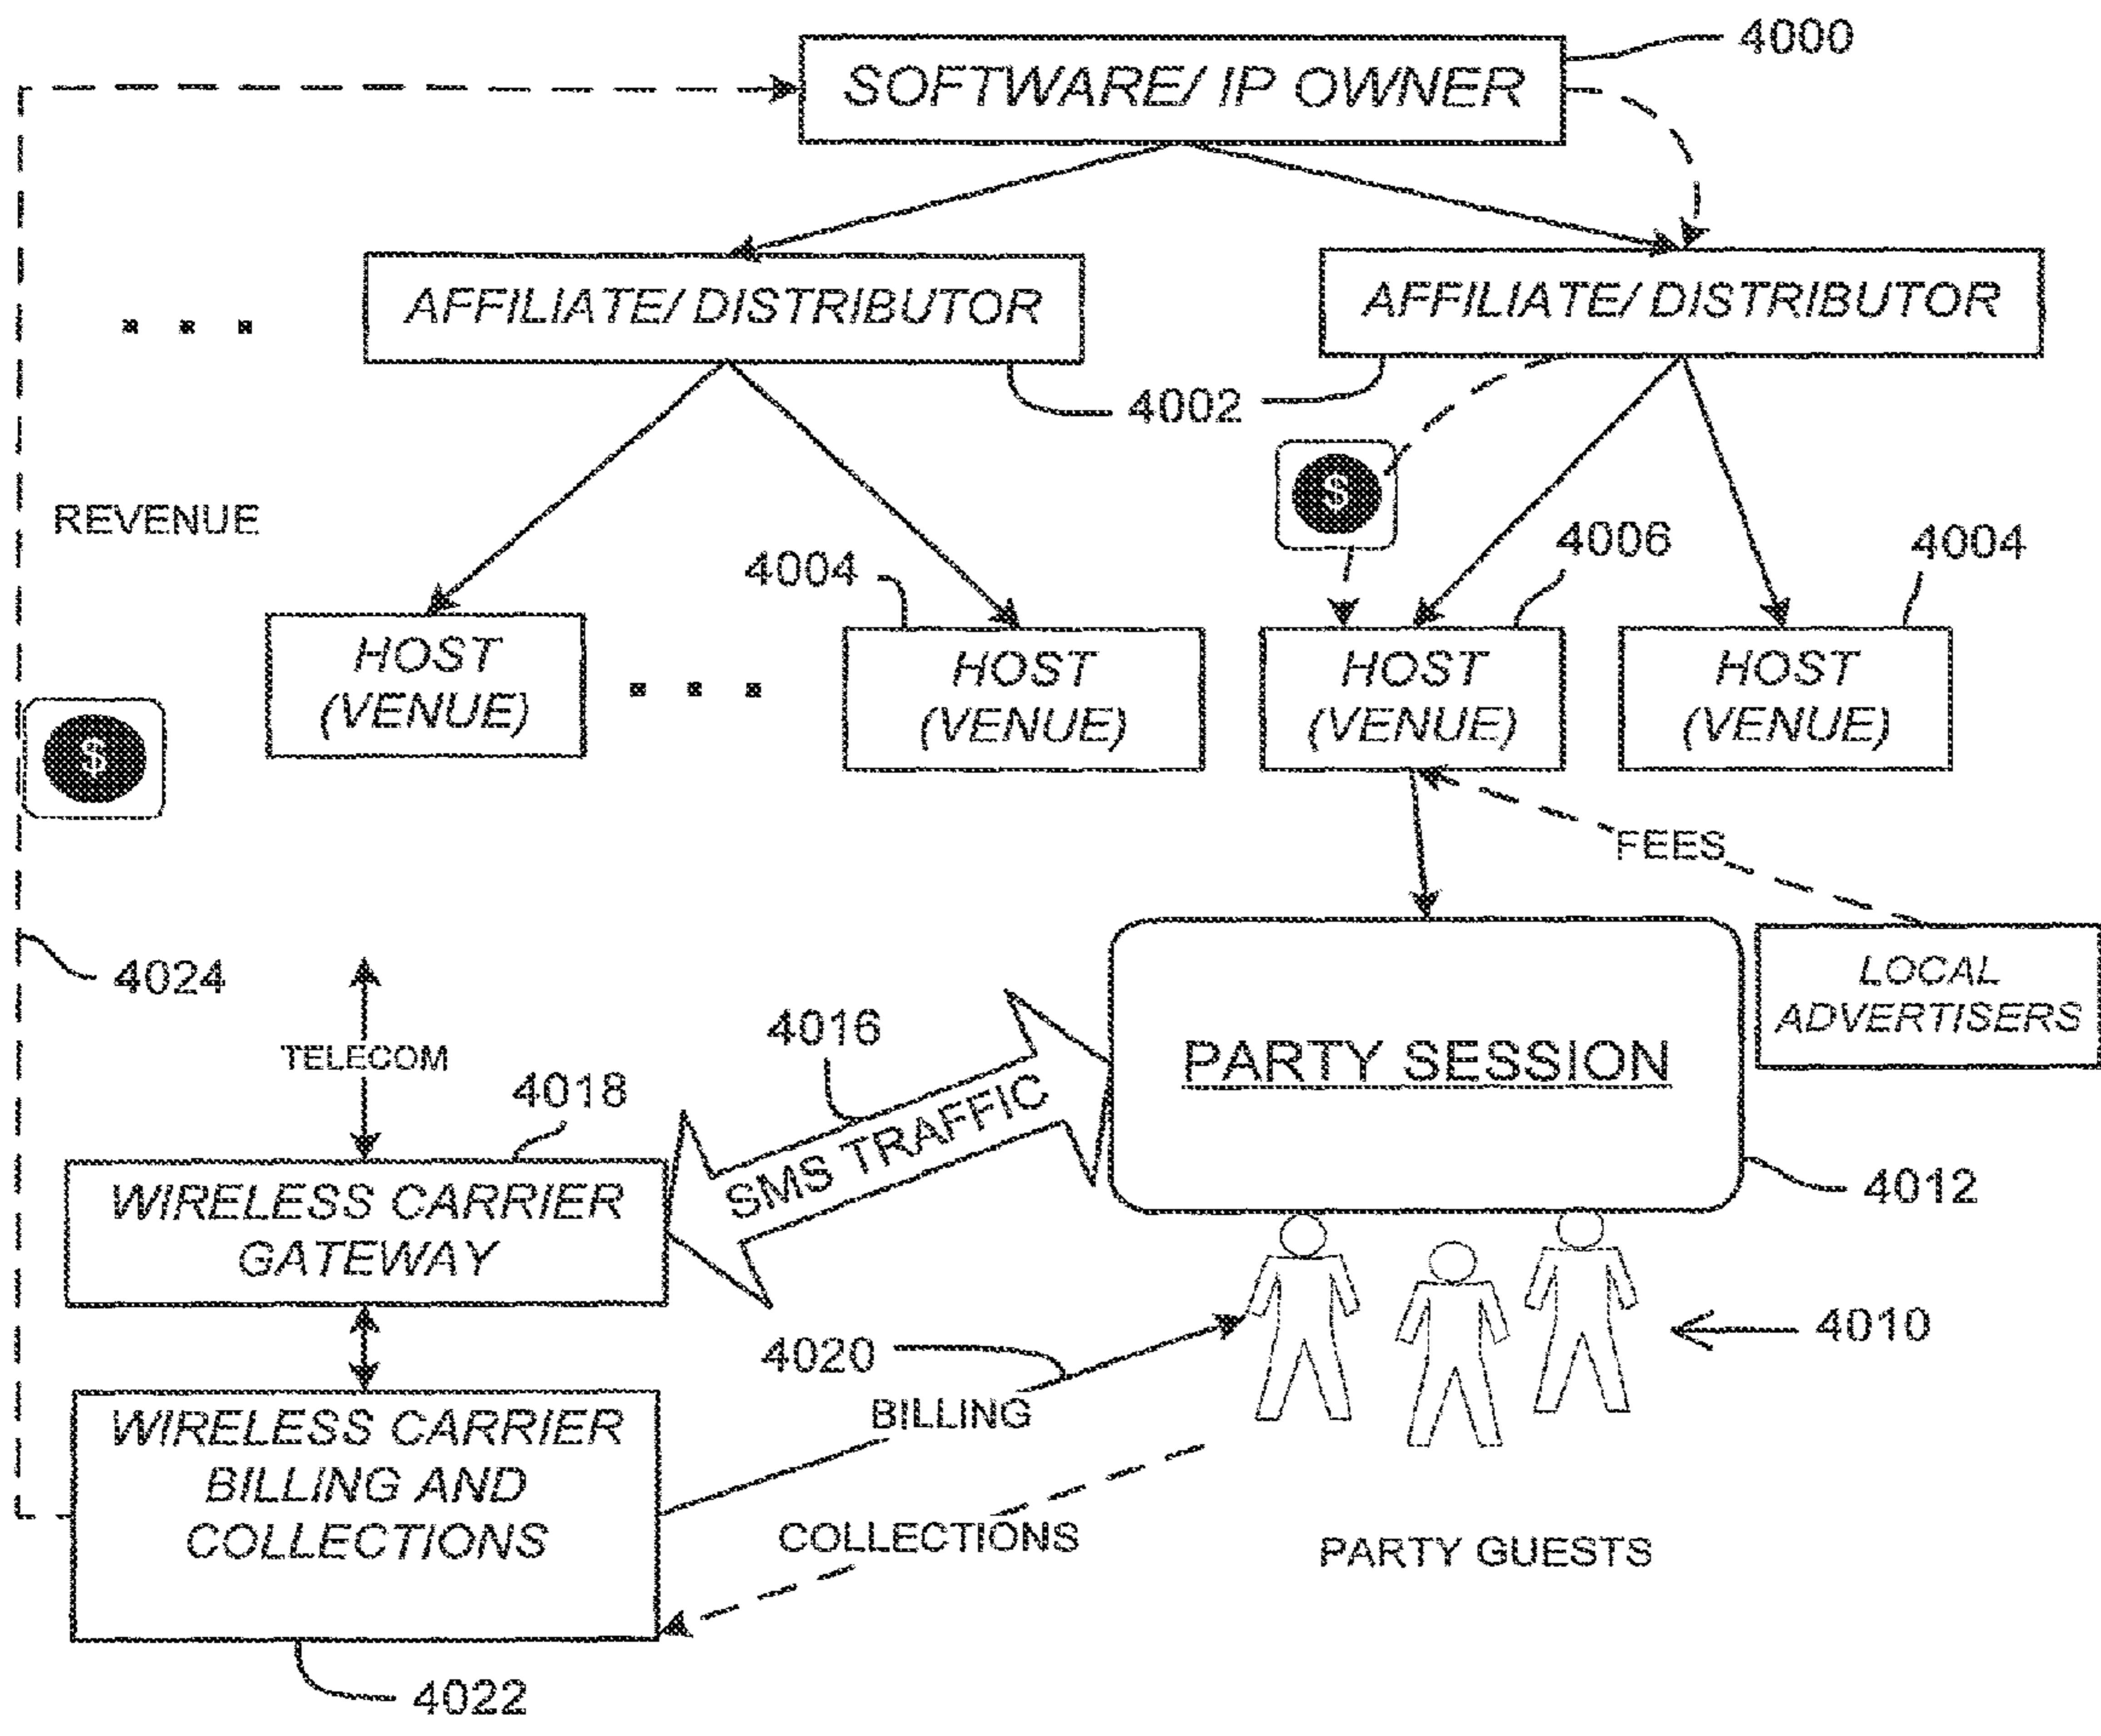 4000
SOFTWARE/ IP OWNER
AFFILIATE/ DISTRIBUTOR
AFFILIATE/ DISTRIBUTOR
. . .
4002
$
REVENUE
4004
4006
4004
HOST
(VENUE)
. . .
HOST
(VENUE)
HOST
(VENUE)
HOST
(VENUE)
$
FEES
4024
LOCAL
ADVERTISERS
TELECOM
4016
PARTY SESSION
4018
SMS TRAFFIC
4012
WIRELESS CARRIER
GATEWAY
4020
4010
WIRELESS CARRIER
BILLING AND
COLLECTIONS
BILLING
COLLECTIONS
PARTY GUESTS
4022